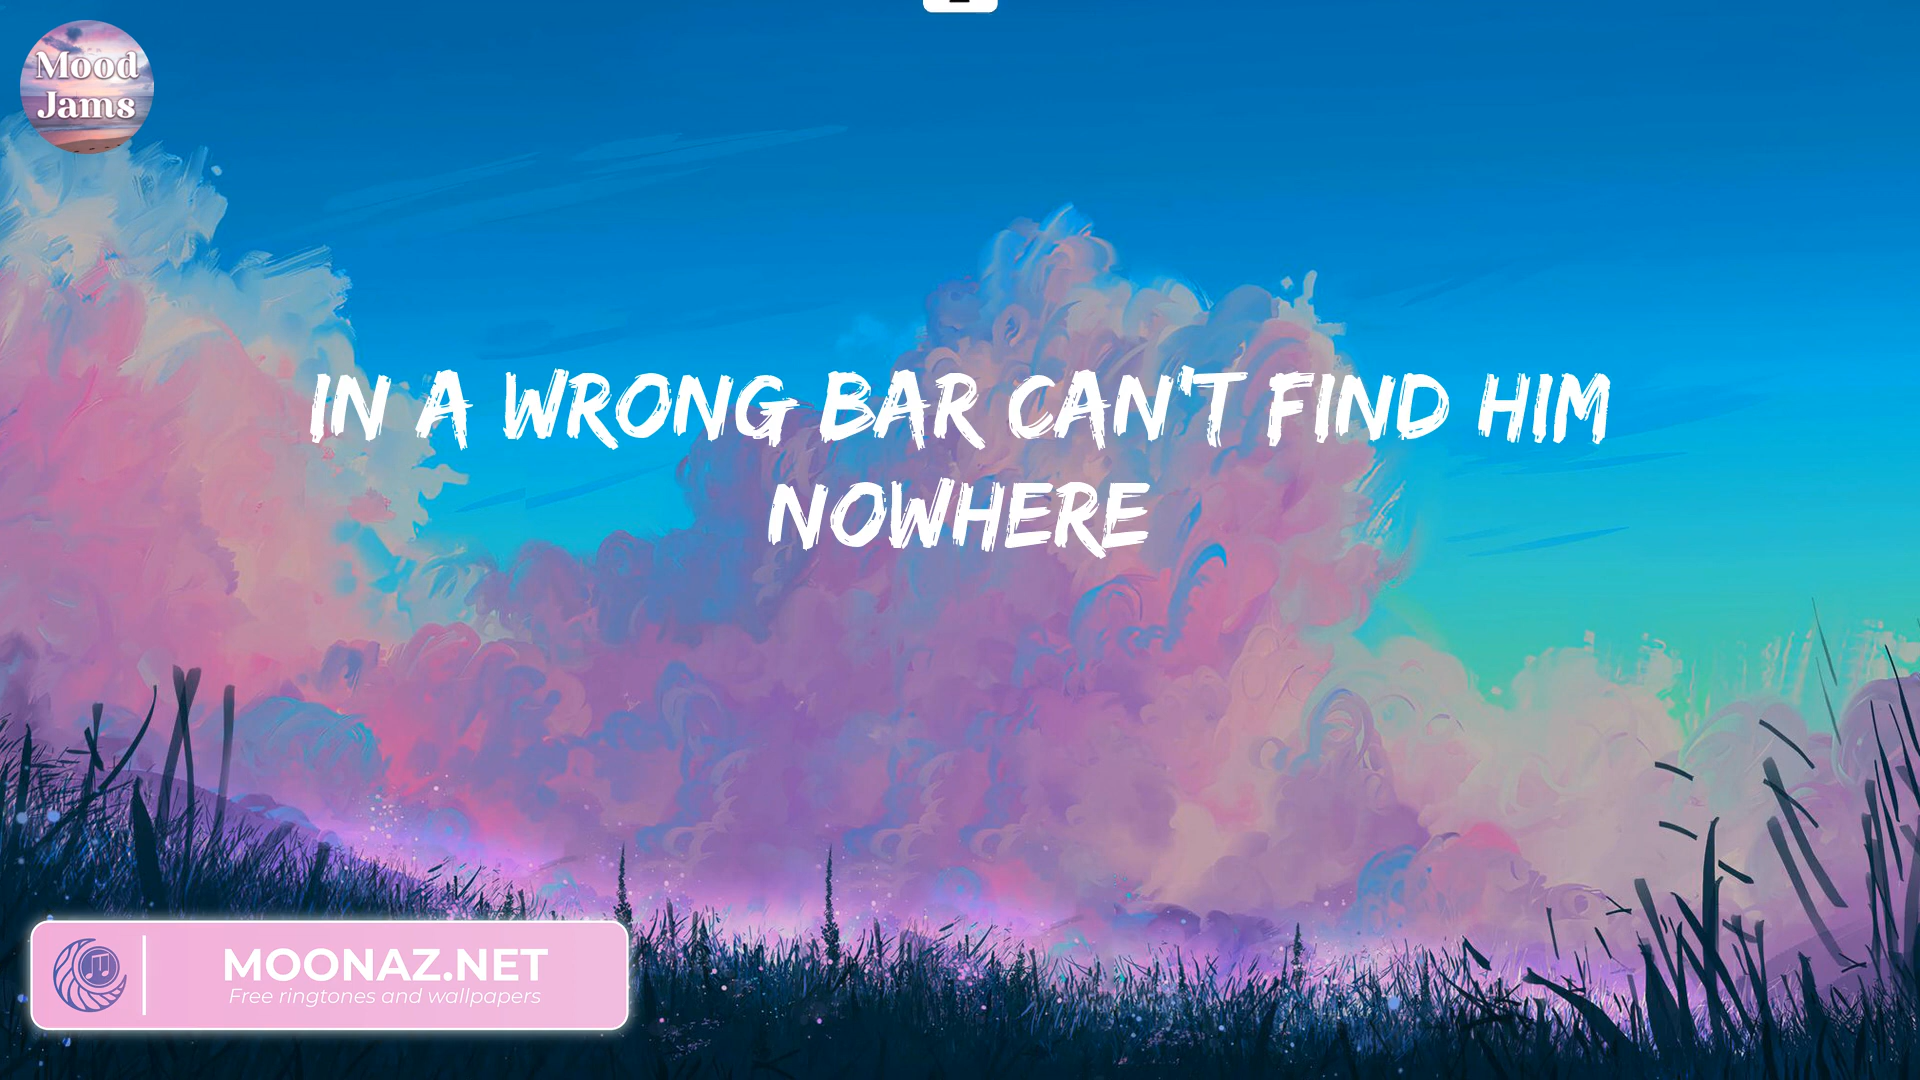 Mood
Jams
IN A WRONG BAR CAN'T FIND HIM
NOWHERE
MOONAZ.NET
Free ringtones and wallpapers